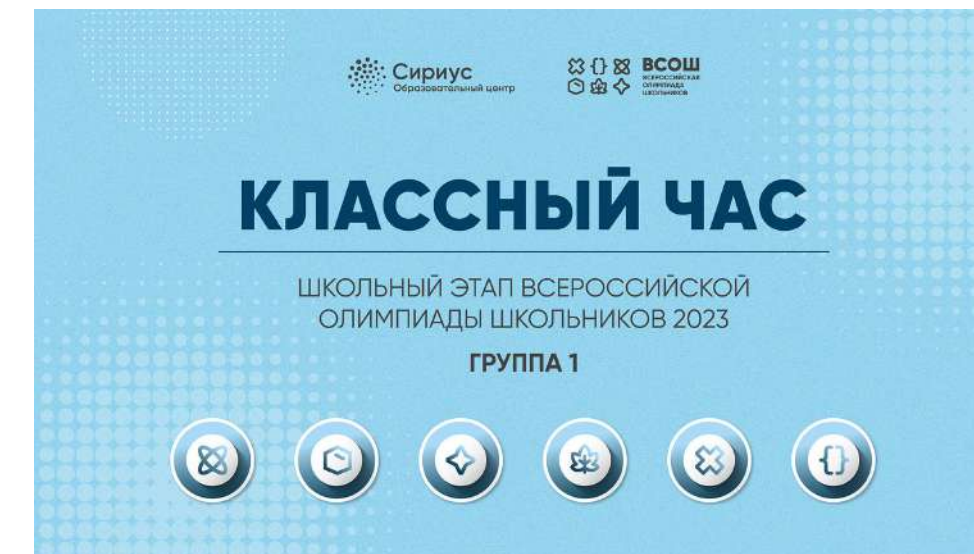 Сириус
Образовательный центр
ВСОШ
ВСЕРОССИЙСКАЯ
ОЛИМПИАДА
ШКОЛЬНИКОВ
КЛАССНЫЙ ЧАС
ШКОЛЬНЫЙ ЭТАП ВСЕРОССИЙСКОЙ
ОЛИМПИАДЫ ШКОЛЬНИКОВ 2023
ГРУППА 1